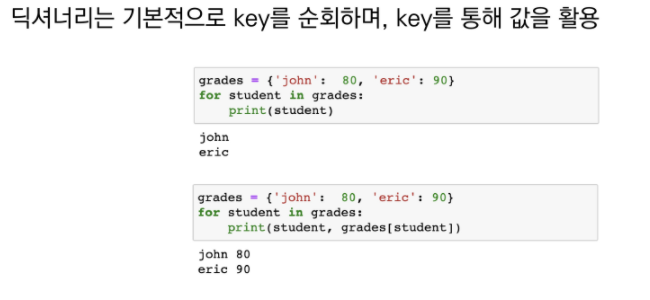 딕셔너리는 기본적으로 key를 순회하며, key를 통해 값을 활용
grades = {'john':  80, 'eric': 90}
for student in grades:
    print(student)
john
eric
grades = {'john':  80, 'eric': 90}
for student in grades:
    print(student, grades[student])
john 80
eric 90